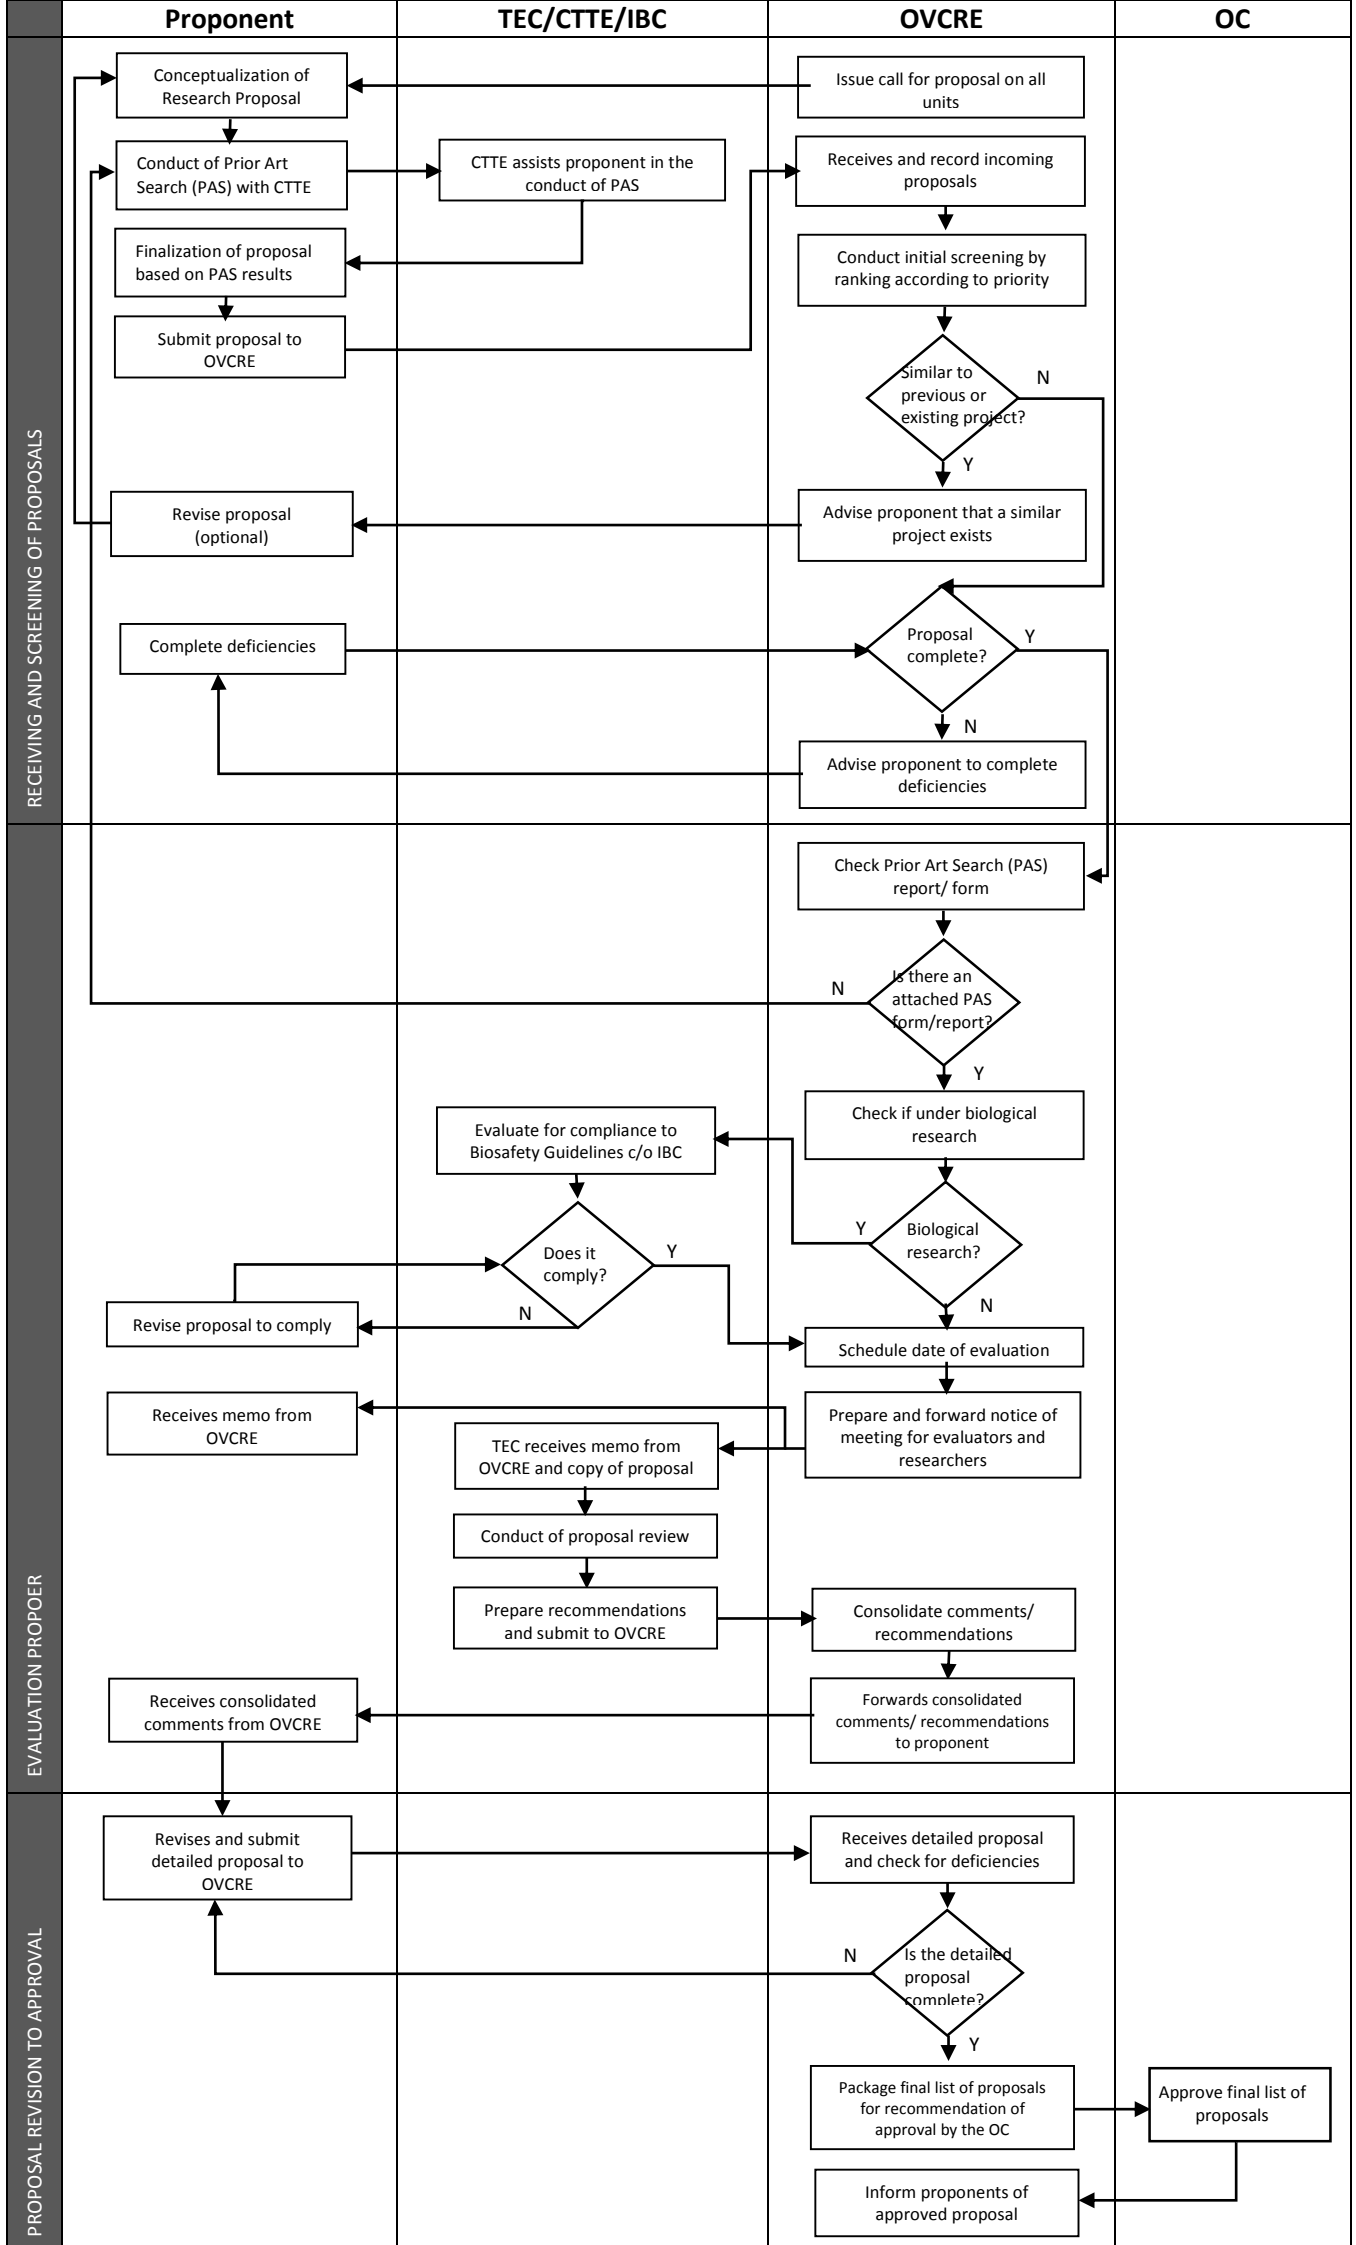 Proponent
TEC/CTTE/IBC
OVCRE
OC
RECEIVING AND SCREENING OF PROPOSALS
Conceptualization of
Research Proposal
Issue call for proposal on all
units
Conduct of Prior Art
Search (PAS) with CTTE
CTTE assists proponent in the
conduct of PAS
Receives and record incoming
proposals
Finalization of proposal
based on PAS results
Conduct initial screening by
ranking according to priority
Submit proposal to
OVCRE
Similar to
previous or
existing project?
N
Y
Revise proposal
(optional)
Advise proponent that a similar
project exists
Complete deficiencies
Proposal
complete?
Y
N
Advise proponent to complete
deficiencies
EVALUATION PROPOER
Check Prior Art Search (PAS)
report/ form
Is there an
attached PAS
form/report?
N
Y
Check if under biological
research
Evaluate for compliance to
Biosafety Guidelines c/o IBC
Biological
research?
Y
N
Does it
comply?
Y
N
Revise proposal to comply
Schedule date of evaluation
Receives memo from
OVCRE
Prepare and forward notice of
meeting for evaluators and
researchers
TEC receives memo from
OVCRE and copy of proposal
Conduct of proposal review
Prepare recommendations
and submit to OVCRE
Consolidate comments/
recommendations
Receives consolidated
comments from OVCRE
Forwards consolidated
comments/ recommendations
to proponent
PROPOSAL REVISION TO APPROVAL
Revises and submit
detailed proposal to
OVCRE
Receives detailed proposal
and check for deficiencies
Is the detailed
proposal
complete?
N
Y
Package final list of proposals
for recommendation of
approval by the OC
Approve final list of
proposals
Inform proponents of
approved proposal